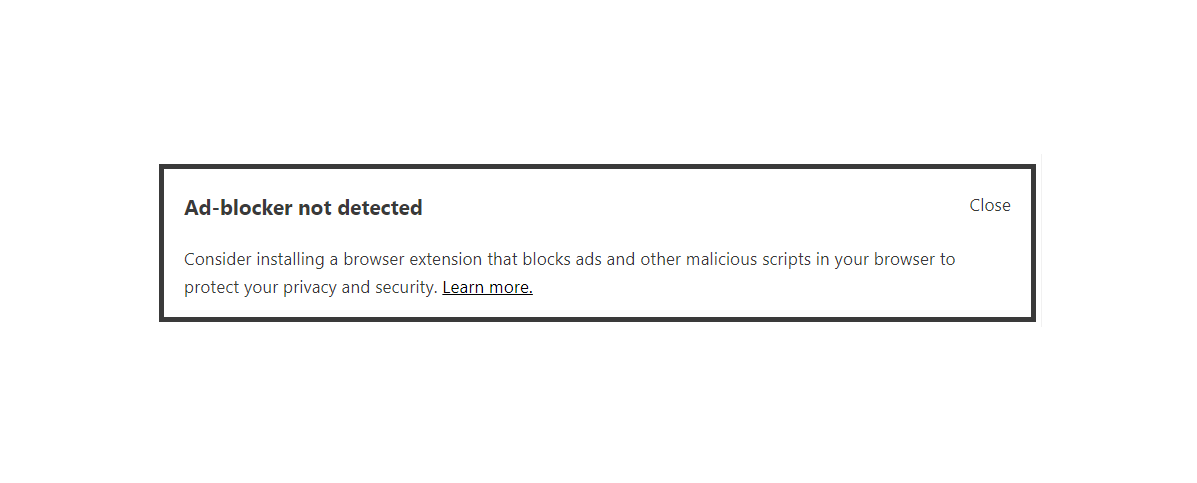 Ad-blocker not detected
Close
Consider installing a browser extension that blocks ads and other malicious scripts in your browser to
protect your privacy and security. Learn more.